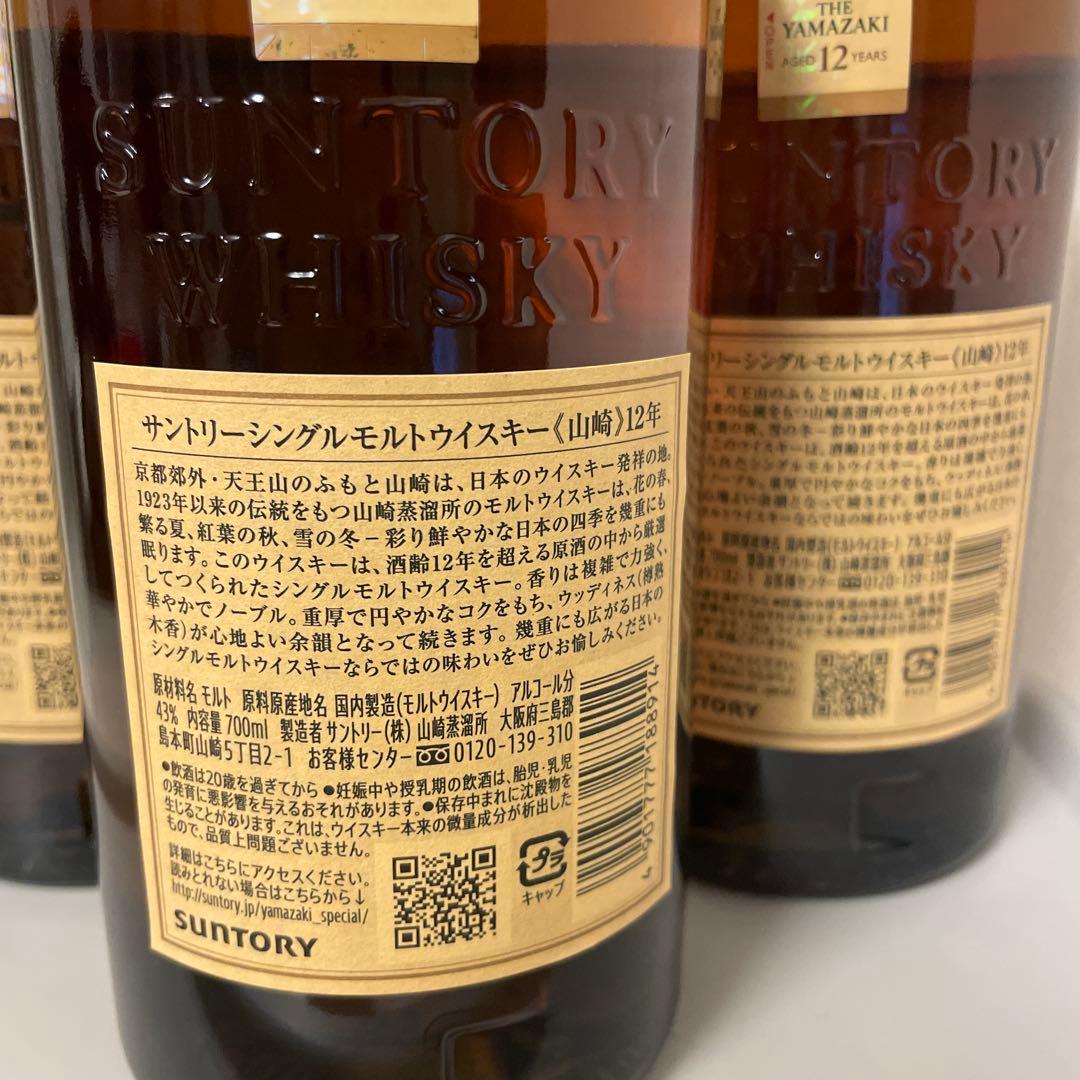 THE
YAMAZAKI
AGED 12 YEARS
SUNTORY
WHISKY
サントリーシングルモルトウイスキー《山崎》12年
京都郊外・天王山のふもと山崎は、日本のウイスキー発祥の地。
1923年以来の伝統をもつ山崎蒸溜所のモルトウイスキーは、花の春、
繁る夏、紅葉の秋、雪の冬－彩り鮮やかな日本の四季を幾重にも
眠ります。このウイスキーは、酒齢12年を超える原酒の中から厳選
してつくられたシングルモルトウイスキー。香りは複雑で力強く、
華やかでノーブル。重厚で円やかなコクをもち、ウッディネス(樽熟
木香)が心地よい余韻となって続きます。幾重にも広がる日本の
シングルモルトウイスキーならではの味わいをぜひお愉しみください。
原材料名 モルト 原料原産地名 国内製造(モルトウイスキー) アルコール分
43% 内容量700ml 製造者 サントリー(株) 山崎蒸溜所 大阪府三島郡
島本町山崎5丁目2-1 お客様センター 0120-139-310
●飲酒は20歳を過ぎてから ●妊娠中や授乳期の飲酒は、胎児・乳児
の発育に悪影響を与えるおそれがあります。●保存中まれに沈殿物を
生じることがあります。これは、ウイスキー本来の微量成分が析出した
もので、品質上問題ございません。
詳細はこちらにアクセスください。
読みとれない場合はこちらから↓
http://suntory.jp/yamazaki_special/
SUNTORY
プラ
キャップ
4901777188914
NTORY
WHISKY
トリーシングルモルトウイスキー《山崎》12年
0120-139-310
プラ
NTORY